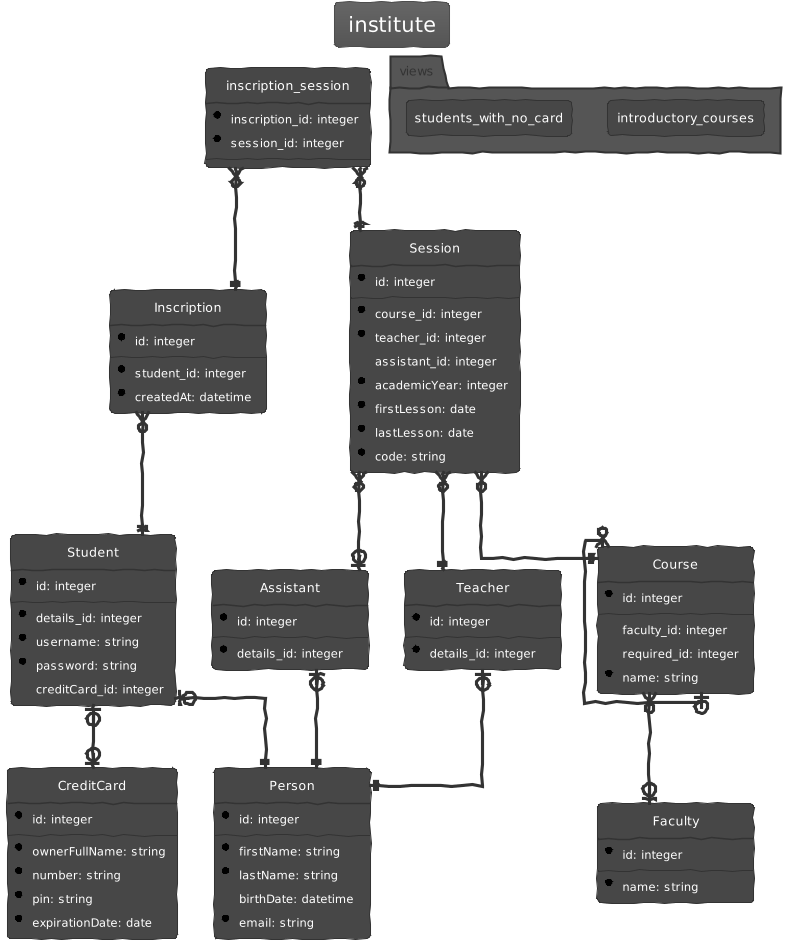 institute
views
students_with_no_card
introductory_courses
inscription_session
inscription_id: integer
session_id: integer
Session
id: integer
course_id: integer
teacher_id: integer
assistant_id: integer
academicYear: integer
firstLesson: date
lastLesson: date
code: string
Inscription
id: integer
student_id: integer
createdAt: datetime
Student
id: integer
details_id: integer
username: string
password: string
creditCard_id: integer
Assistant
id: integer
details_id: integer
Teacher
id: integer
details_id: integer
Course
id: integer
faculty_id: integer
required_id: integer
name: string
CreditCard
id: integer
ownerFullName: string
number: string
pin: string
expirationDate: date
Person
id: integer
firstName: string
lastName: string
birthDate: datetime
email: string
Faculty
id: integer
name: string